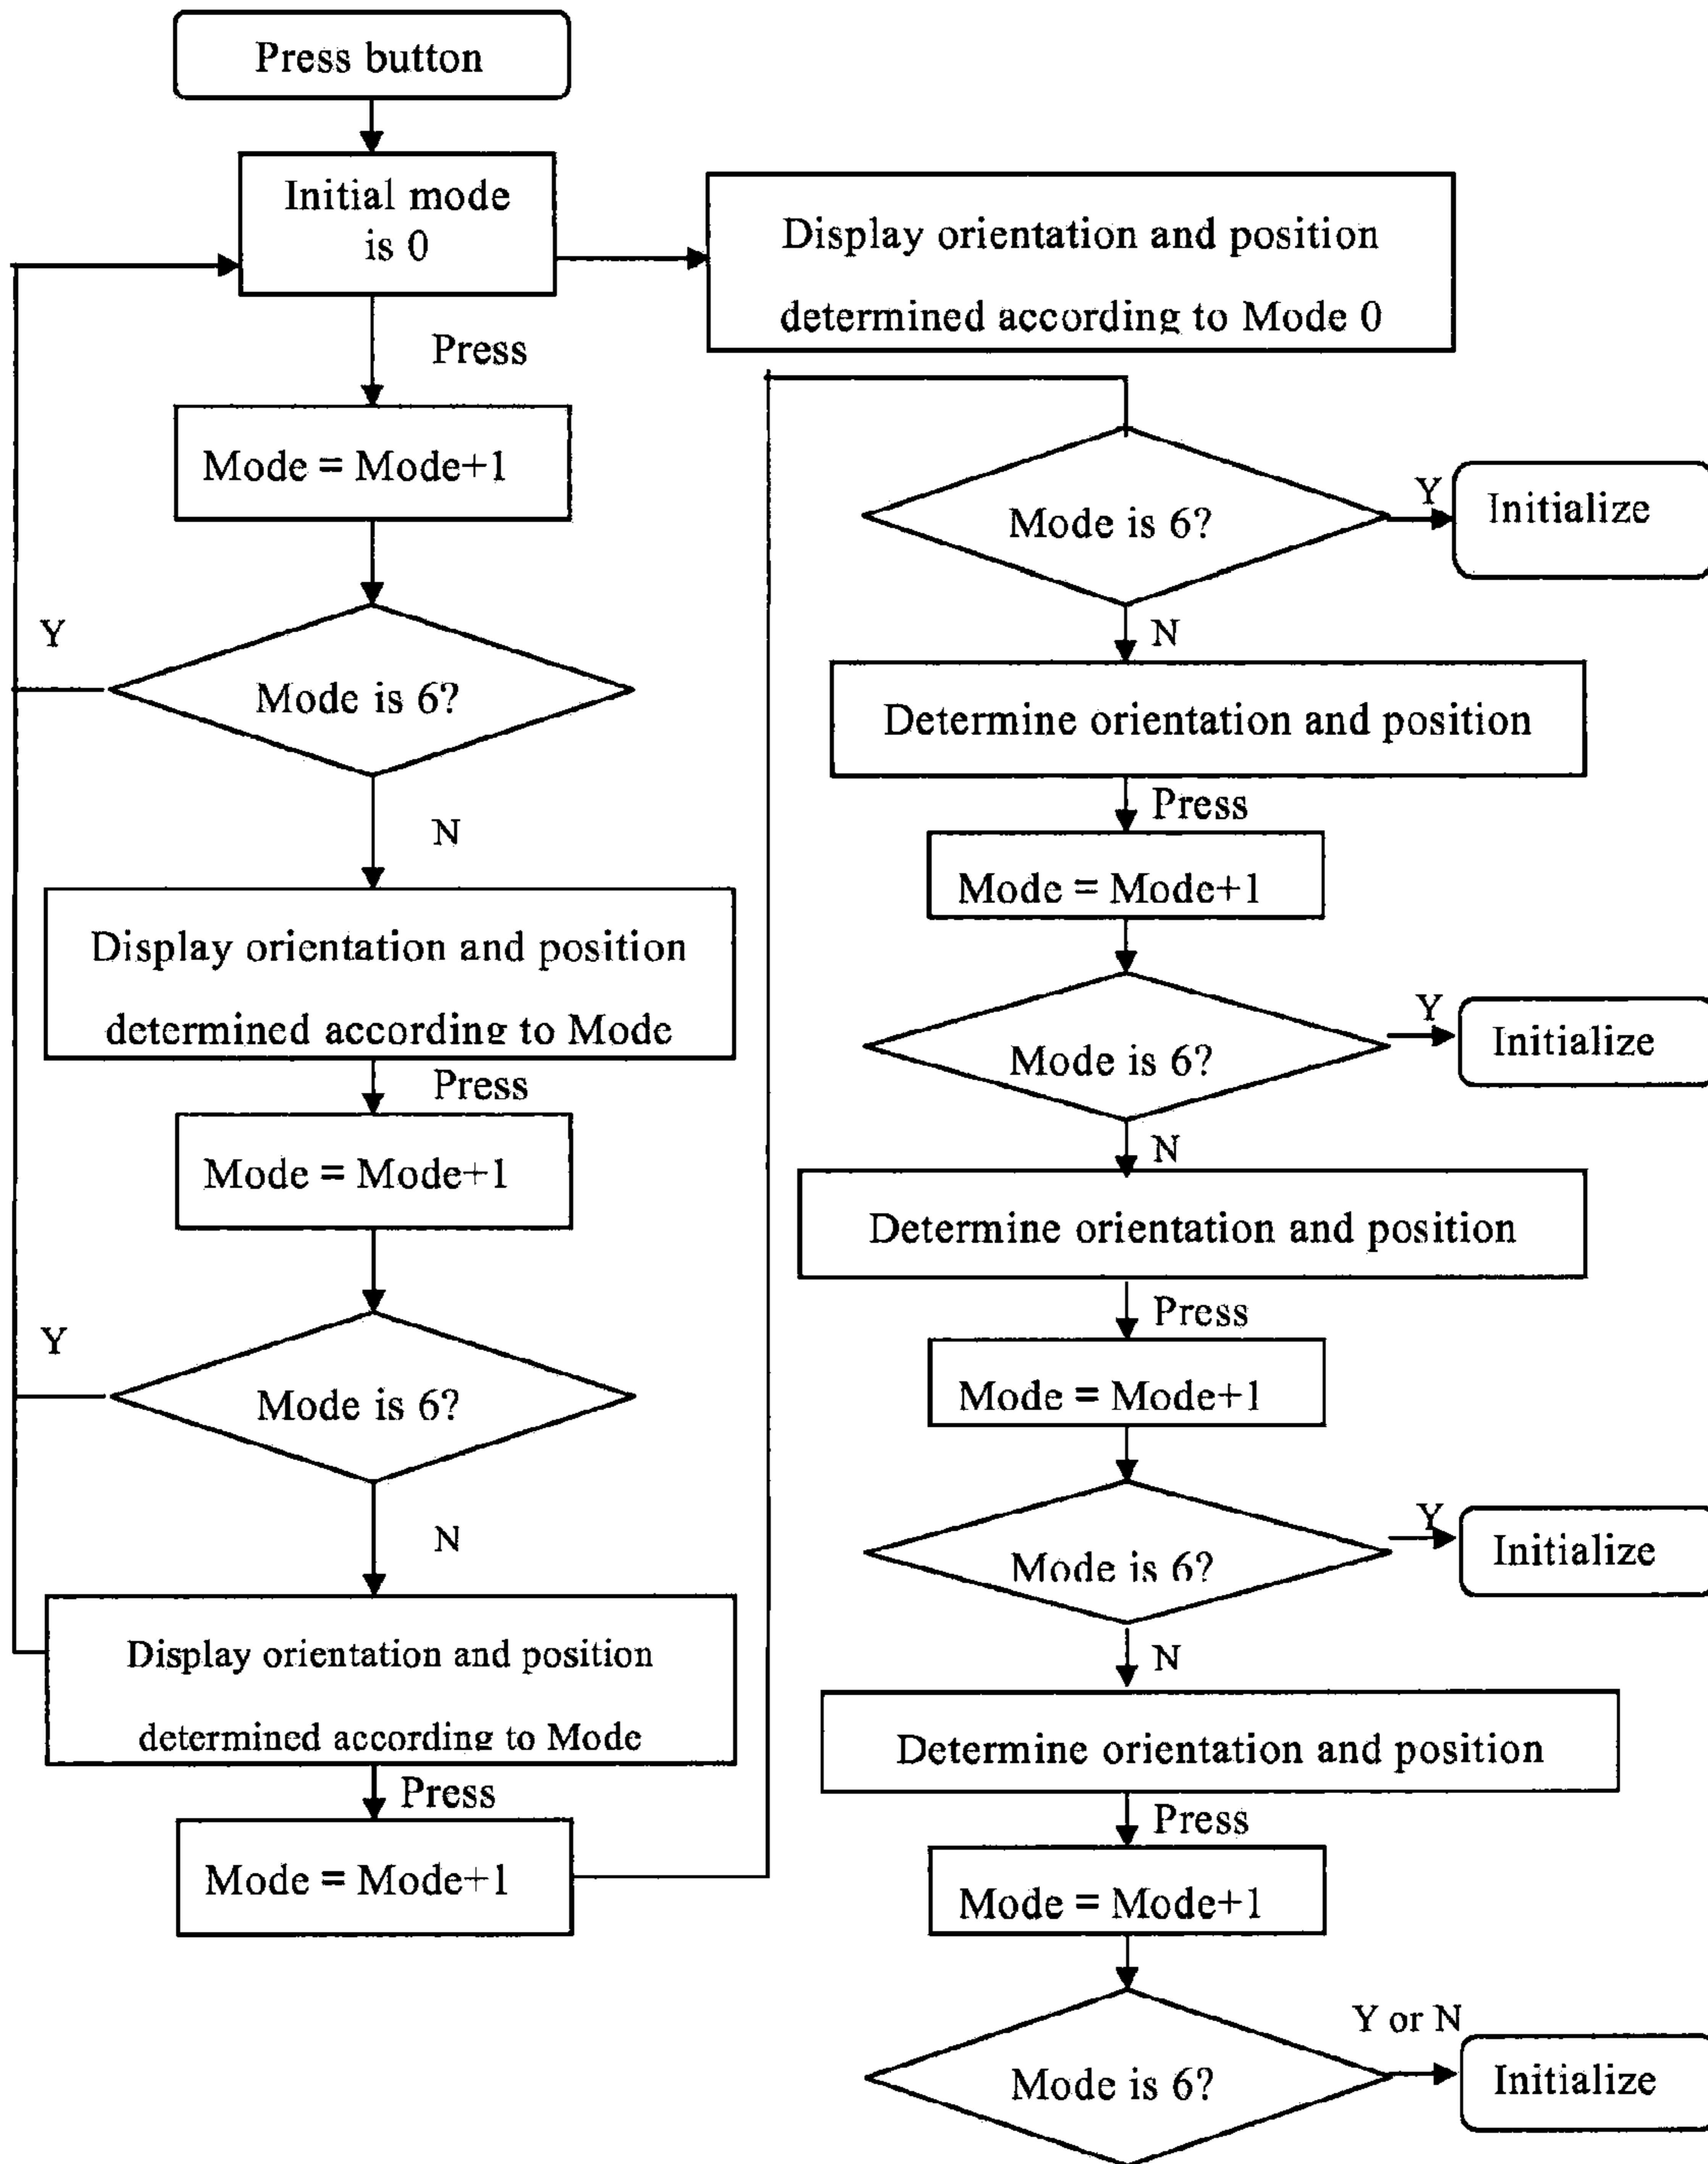 Press button
Initial mode
is 0
Display orientation and position
determined according to Mode 0
Press
Mode = Mode+1
Mode is 6?
Y
N
Display orientation and position
determined according to Mode
Press
Mode = Mode+1
Mode is 6?
Y
N
Display orientation and position
determined according to Mode
Press
Mode = Mode+1
Mode is 6?
Y
Initialize
N
Determine orientation and position
Press
Mode = Mode+1
Mode is 6?
Y
Initialize
N
Determine orientation and position
Press
Mode = Mode+1
Mode is 6?
Y
Initialize
N
Determine orientation and position
Press
Mode = Mode+1
Mode is 6?
Y or N
Initialize